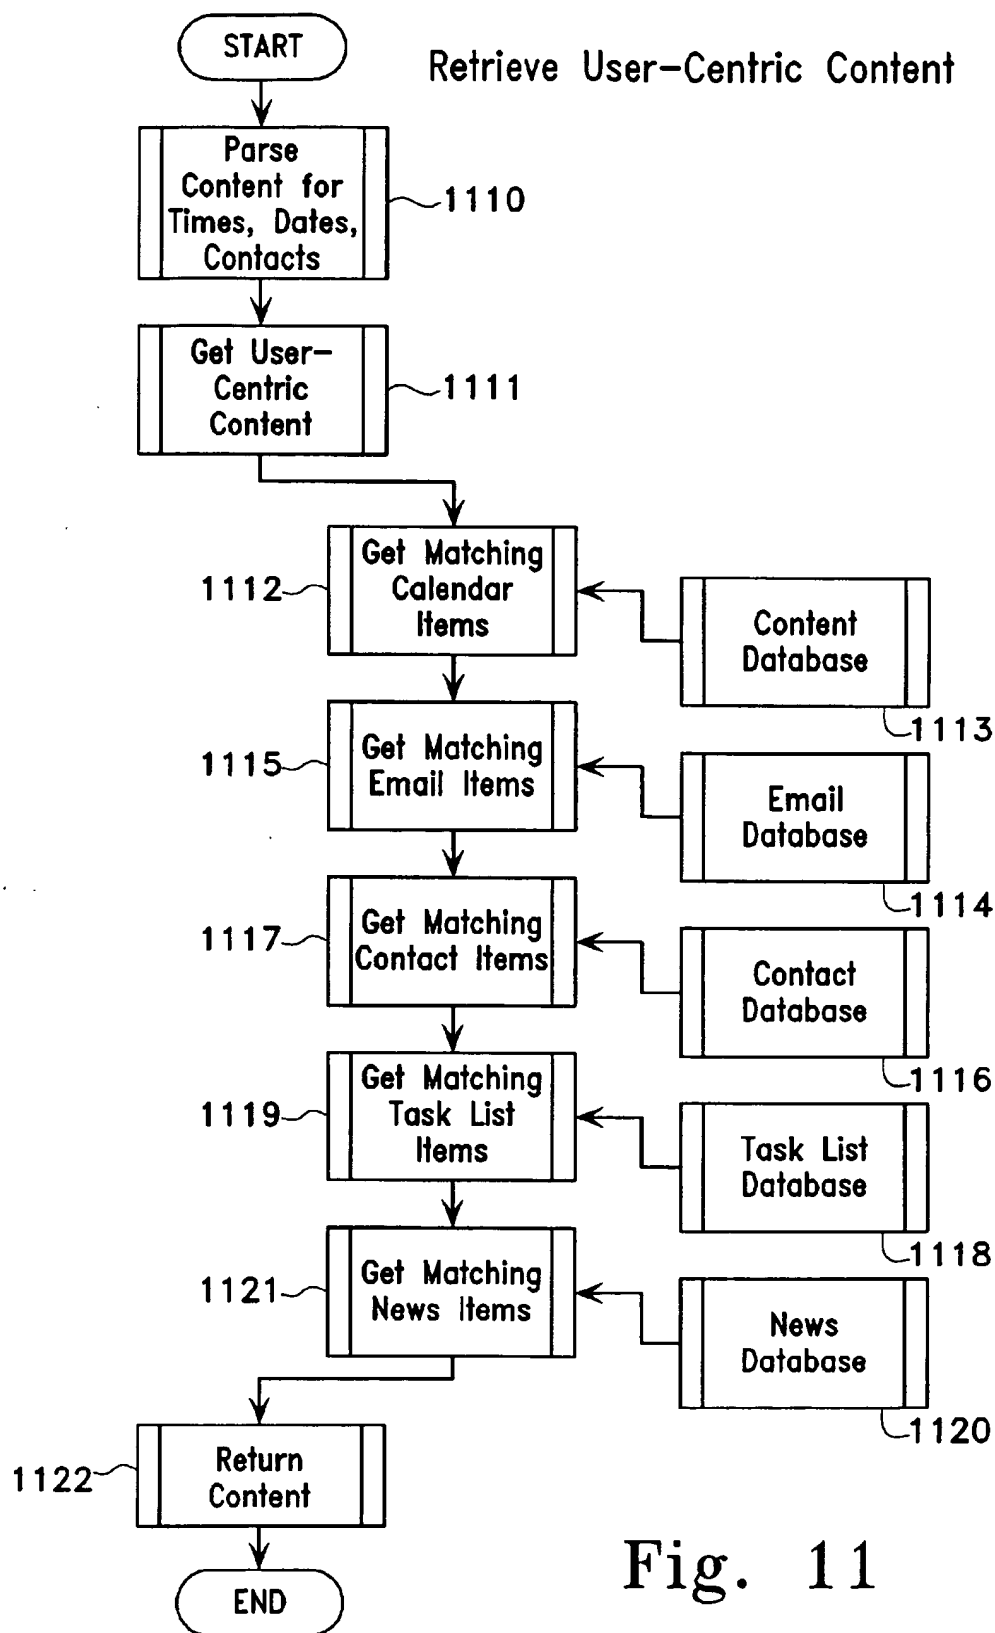 START
Retrieve User-Centric Content
Parse
Content for
Times, Dates,
Contacts
1110
Get User-
Centric
Content
1111
Get Matching
Calendar
Items
1112
Content
Database
1113
Get Matching
Email Items
1115
Email
Database
1114
Get Matching
Contact Items
1117
Contact
Database
1116
Get Matching
Task List
Items
1119
Task List
Database
1118
Get Matching
News Items
1121
News
Database
1120
Return
Content
1122
END
Fig. 11